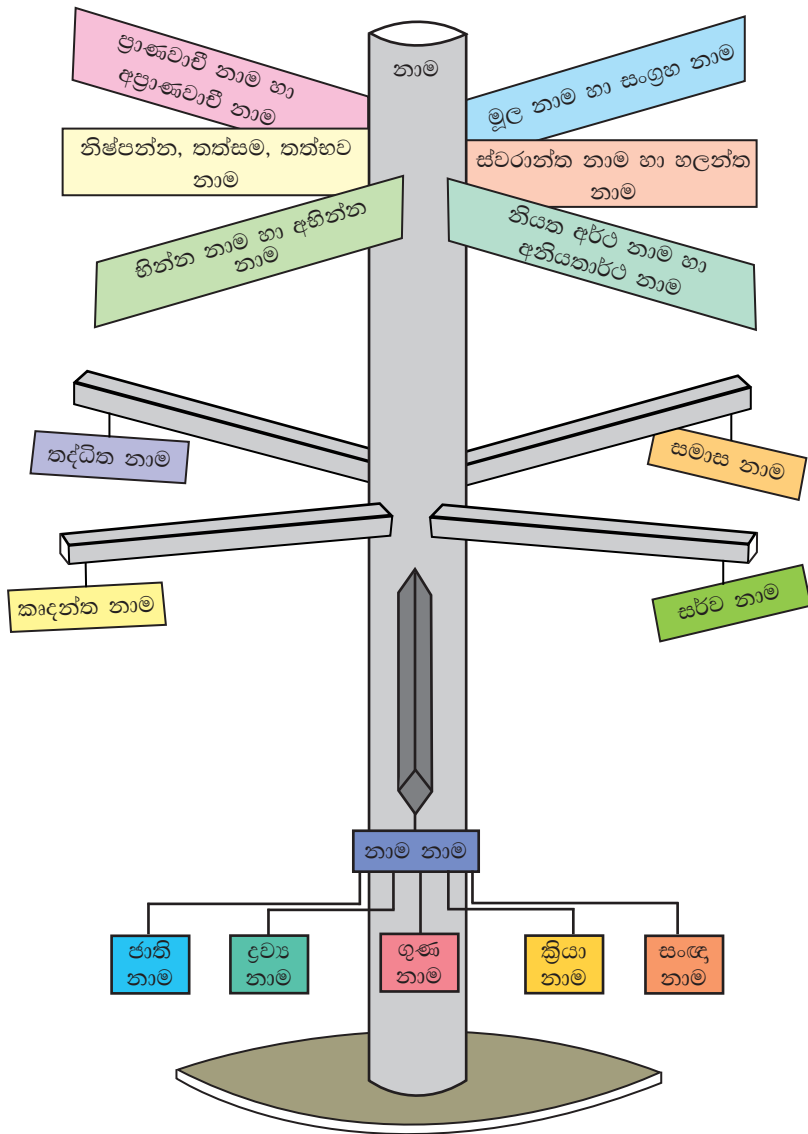 ප්‍රාණවාචී නාම හා
අප්‍රාණවාචී
නාම
නාම
මූල නාම හා සංග්‍රහ නාම
නිෂ්පන්න, තත්සම, තත්භව
නාම
ස්වරාන්ත නාම හා හලන්ත
නාම
භින්න නාම හා අභින්න
නාම
නියත අර්ථ නාම හා
අනියතාර්ථ නාම
තද්ධිත නාම
සමාස නාම
කෘදන්ත නාම
සර්ව නාම
නාම නාම
ජාති
නාම
ද්‍රව්‍ය
නාම
ගුණ
නාම
ක්‍රියා
නාම
සංඥා
නාම